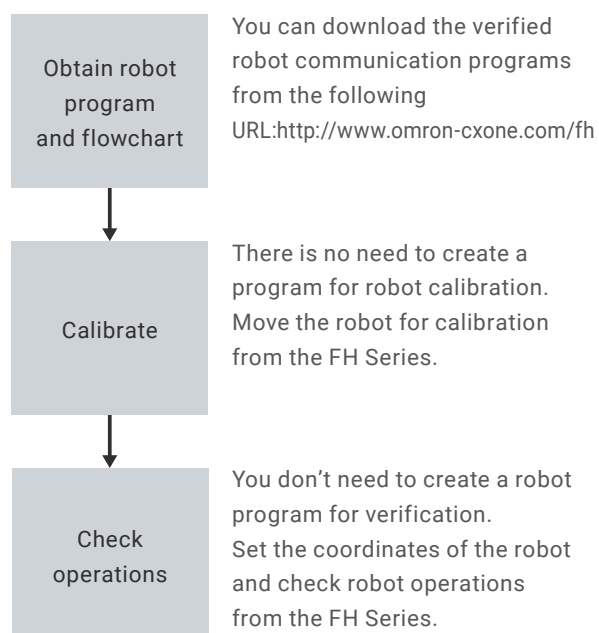 Obtain robot
program
and flowchart
You can download the verified
robot communication programs
from the following
URL:http://www.omron-cxone.com/fh
Calibrate
There is no need to create a
program for robot calibration.
Move the robot for calibration
from the FH Series.
Check
operations
You don’t need to create a robot
program for verification.
Set the coordinates of the robot
and check robot operations
from the FH Series.